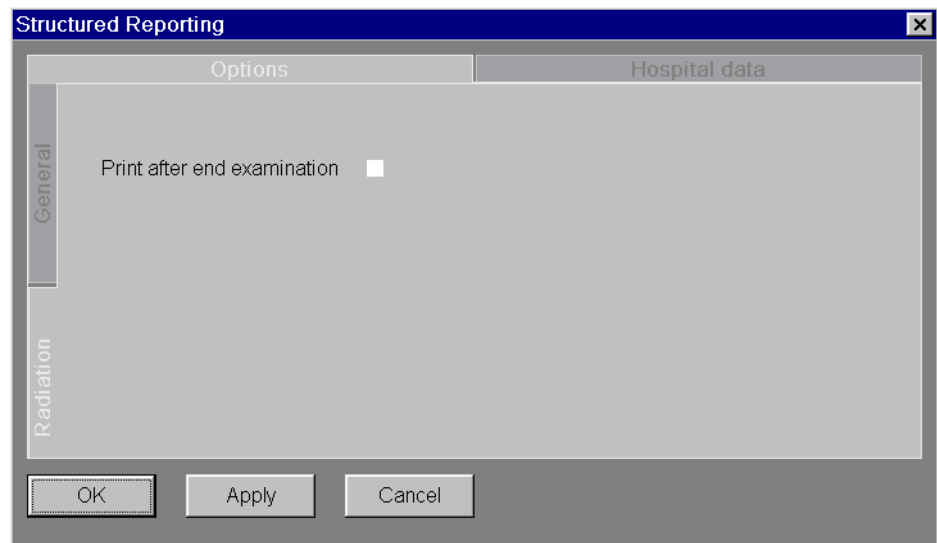 Structured Reporting
Options
Hospital data
General
Print after end examination
Radiation
OK
Apply
Cancel